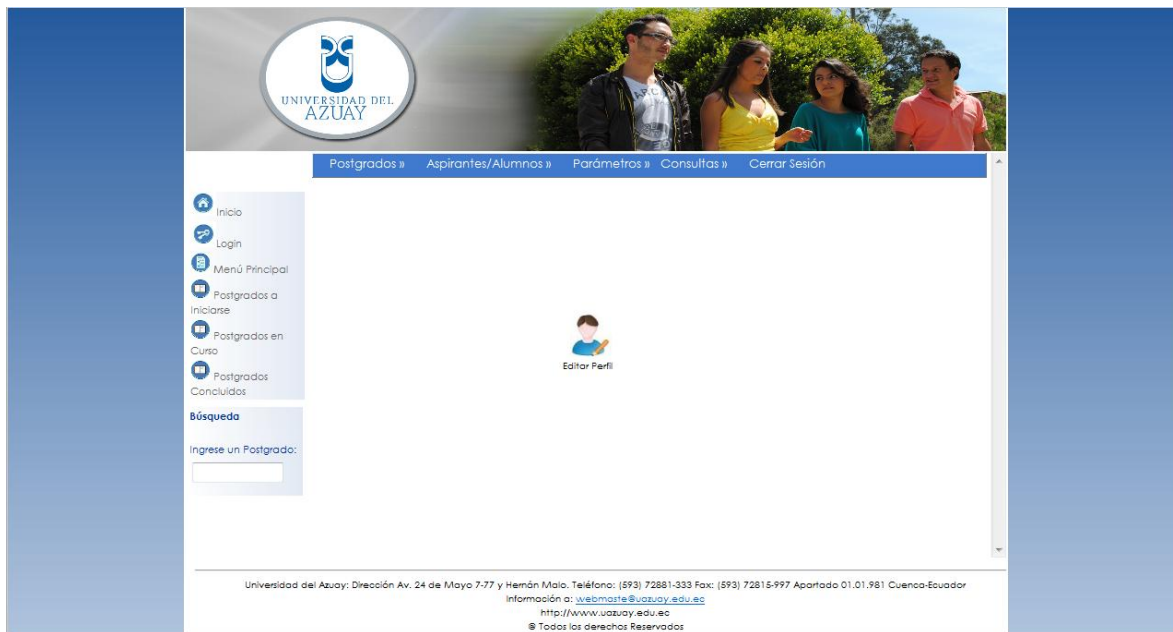 UNIVERSIDAD DEL
AZUAY
Postgrados » Aspirantes/Alumnos » Parámetros » Consultas » Cerrar Sesión
Inicio
Login
Menú Principal
Postgrados a
Iniciarse
Postgrados en
Curso
Postgrados
Concluidos
Búsqueda
Ingrese un Postgrado:
Editar Perfil
Universidad del Azuay: Dirección Av. 24 de Mayo 7-77 y Hernán Malo. Teléfono: (593) 72881-333 Fax: (593) 72815-997 Apartado 01.01.981 Cuenca-Ecuador
Información a: webmaste@uazuay.edu.ec
http://www.uazuay.edu.ec
@ Todos los derechos Reservados